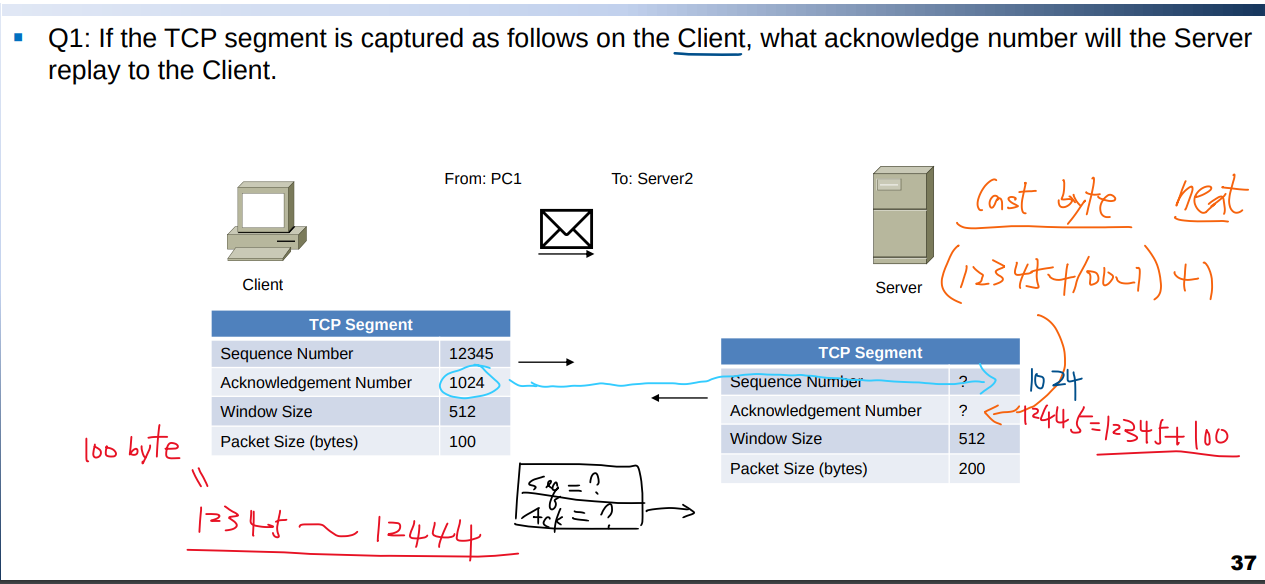 Q1: If the TCP segment is captured as follows on the Client, what acknowledge number will the Server
replay to the Client.
From: PC1 To: Server2
Last byte next
(12345+100-1)+1
Client
Server
TCP Segment
Sequence Number 12345
Acknowledgement Number 1024
Window Size 512
Packet Size (bytes) 100
TCP Segment
Sequence Number ? 1024
Acknowledgement Number ? 12445=12345+100
Window Size 512
Packet Size (bytes) 200
100 byte
||
12345 ~ 12444
Seq = ?
Ack = ?
37